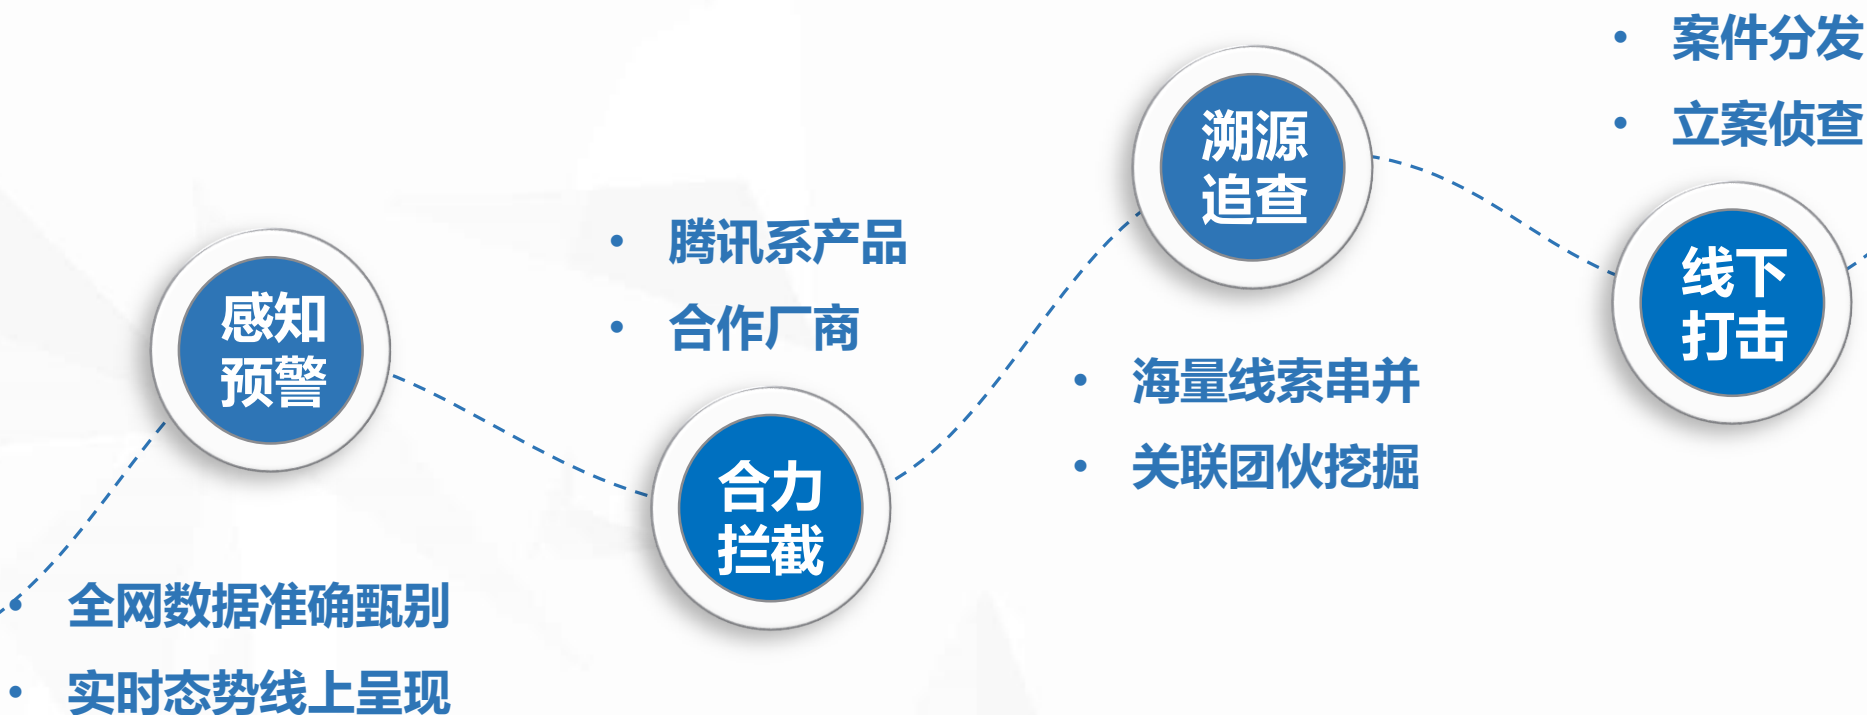 感知
预警
• 全网数据准确甄别
• 实时态势线上呈现
• 腾讯系产品
• 合作厂商
合力
拦截
溯源
追查
• 海量线索串并
• 关联团伙挖掘
• 案件分发
• 立案侦查
线下
打击